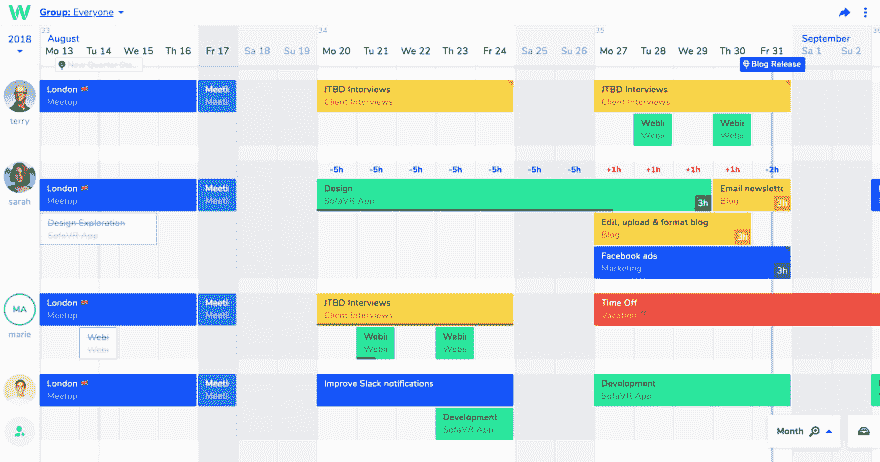 W Group: Everyone
33 34 35
2018 August September
Mo 13 Tu 14 We 15 Th 16 Fr 17 Sa 18 Su 19 Mo 20 Tu 21 We 22 Th 23 Fr 24 Sa 25 Su 26 Mo 27 Tu 28 We 29 Th 30 Fr 31 Sa 1 Su 2
New Quarter
Blog Release
terry
London
Meetup
Meeti
Meeti
JTBD Interviews
Client Interviews
JTBD Interviews
Client Interviews
Webi
Webi
Webi
Webi
sarah
-5h -5h -5h -5h -5h -5h -5h +1h +1h +1h +1h -2h
London
Meetup
Meeti
Meeti
Design
SofaVR App
3h
Email newslette
Blog
Design Exploration
SofaVR App
Edit, upload & format blog
Blog
Facebook ads
Marketing
3h
MA
marie
London
Meetup
Meeti
Meeti
JTBD Interviews
Client Interviews
Time Off
Vacation
Webi
Webi
Webi
Webi
Webi
Webi
London
Meetup
Meeti
Meeti
Improve Slack notifications
Development
SofaVR App
Development
SofaVR App
Month